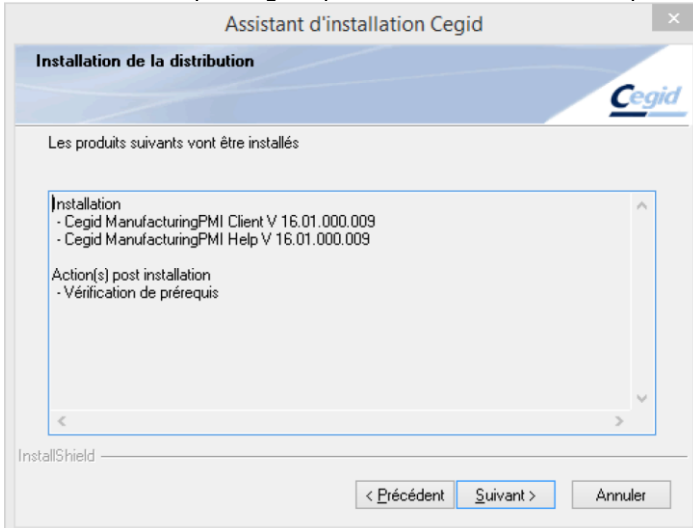 Assistant d'installation Cegid
Installation de la distribution
Cegid
Les produits suivants vont être installés
Installation
- Cegid ManufacturingPMI Client V 16.01.000.009
- Cegid ManufacturingPMI Help V 16.01.000.009
Action(s) post installation
- Vérification de prérequis
InstallShield
< Précédent
Suivant >
Annuler